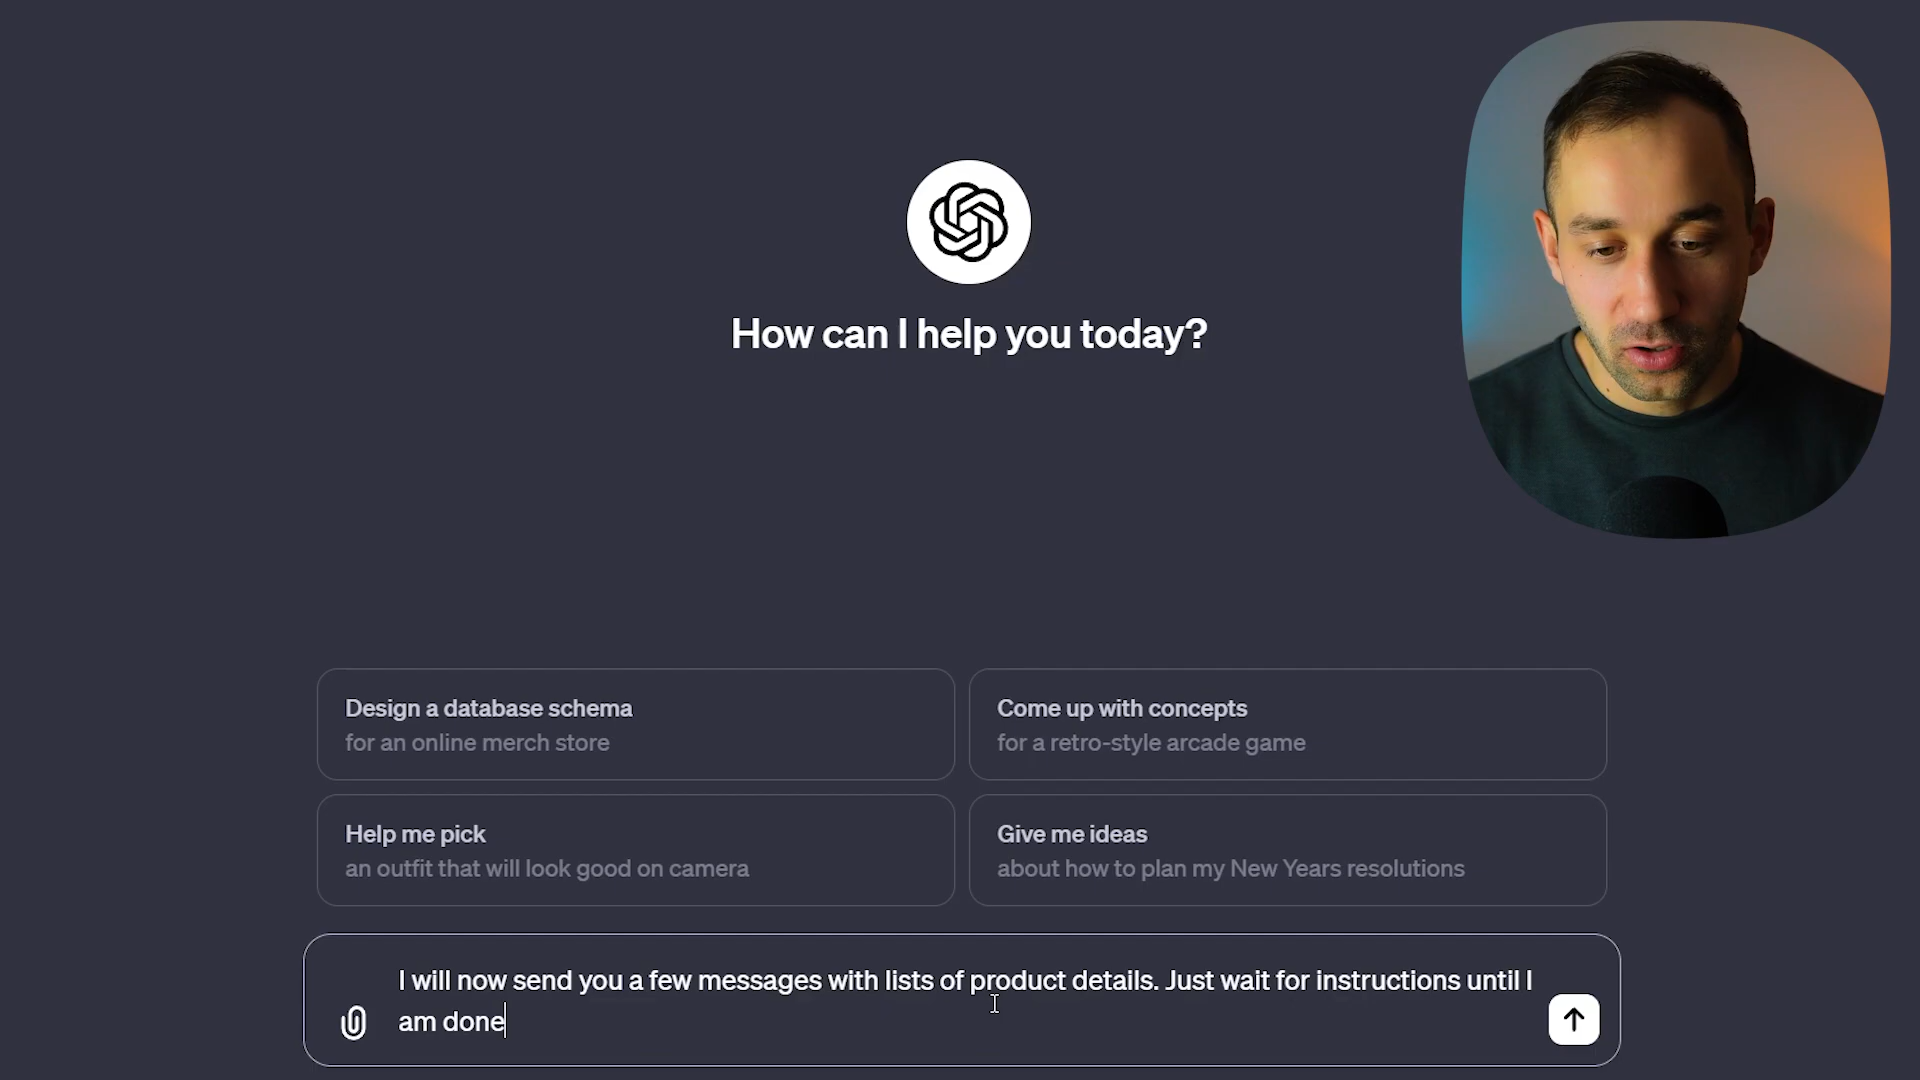 How can I help you today?
Design a database schema
for an online merch store
Come up with concepts
for a retro-style arcade game
Help me pick
an outfit that will look good on camera
Give me ideas
about how to plan my New Years resolutions
I will now send you a few messages with lists of product details. Just wait for instructions until I
am done